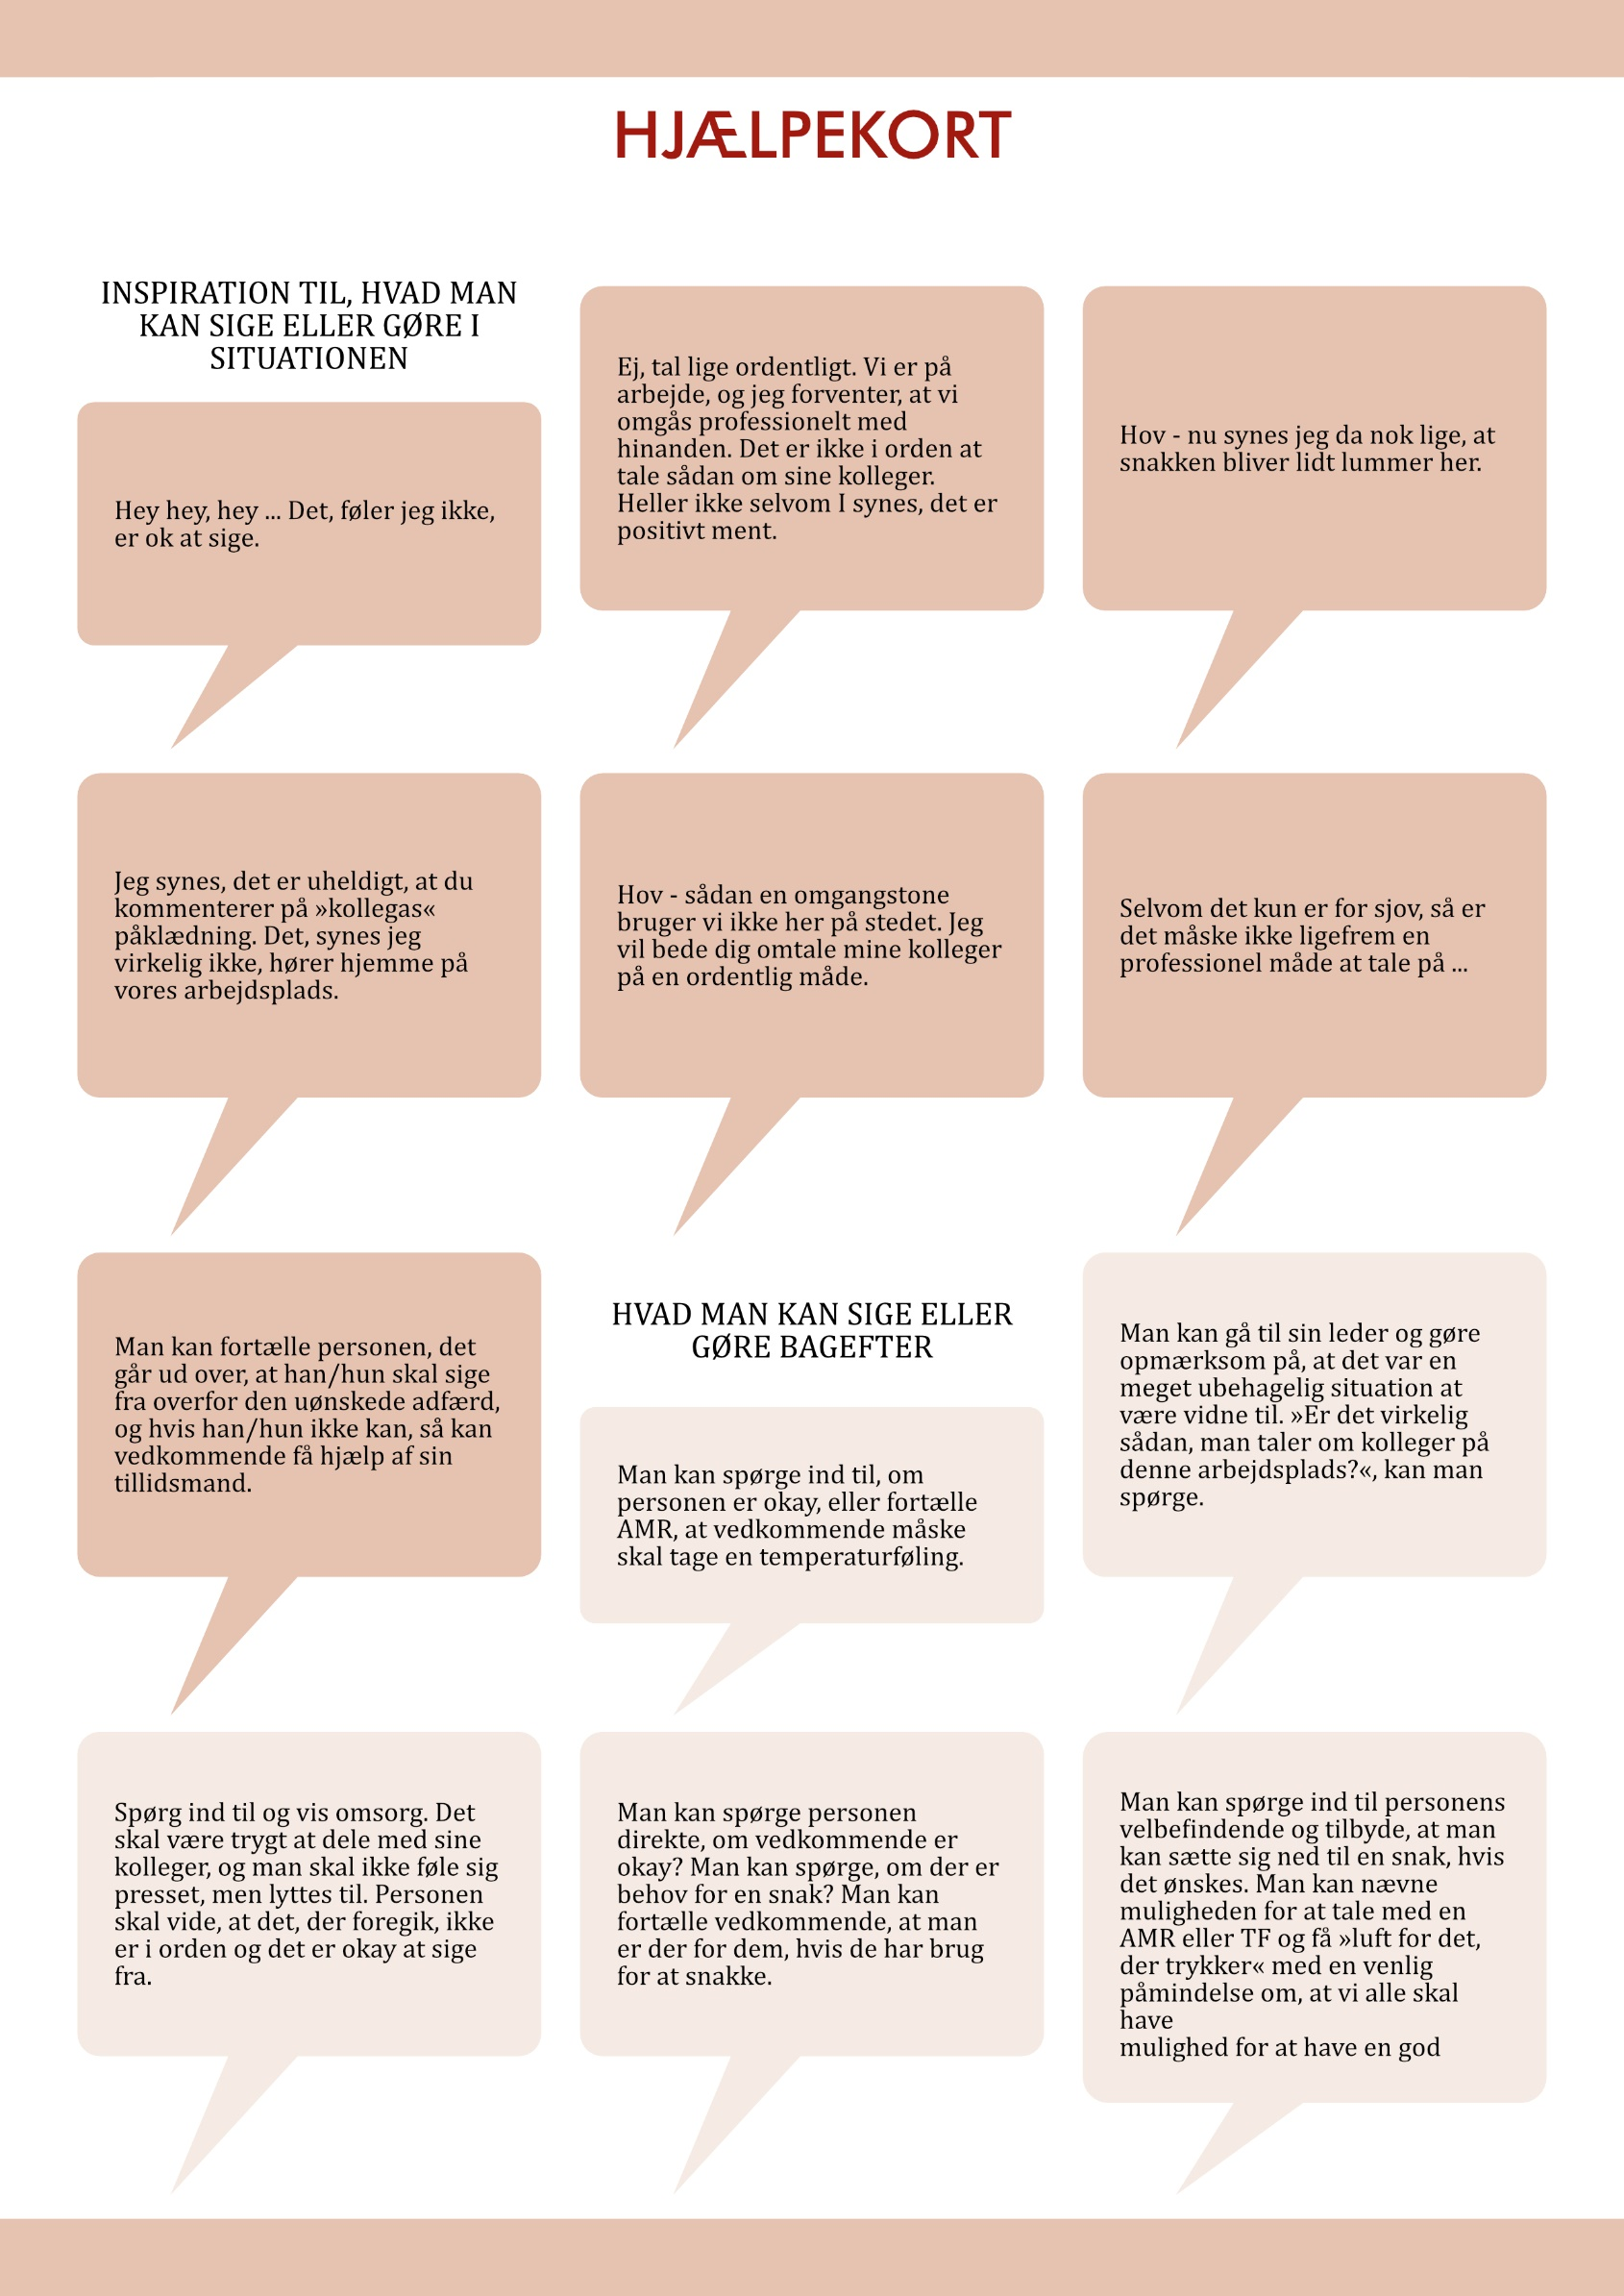 HJÆLPEKORT
INSPIRATION TIL, HVAD MAN
KAN SIGE ELLER GØRE I
SITUATIONEN
Hey hey, hey ... Det, føler jeg ikke,
er ok at sige.
Ej, tal lige ordentligt. Vi er på
arbejde, og jeg forventer, at vi
omgås professionelt med
hinanden. Det er ikke i orden at
tale sådan om sine kolleger.
Heller ikke selvom I synes, det er
positivt ment.
Hov - nu synes jeg da nok lige, at
snakken bliver lidt lummer her.
Jeg synes, det er uheldigt, at du
kommenterer på »kollegas«
påklædning. Det, synes jeg
virkelig ikke, hører hjemme på
vores arbejdsplads.
Hov - sådan en omgangstone
bruger vi ikke her på stedet. Jeg
vil bede dig omtale mine kolleger
på en ordentlig måde.
Selvom det kun er for sjov, så er
det måske ikke ligefrem en
professionel måde at tale på ...
Man kan fortælle personen, det
går ud over, at han/hun skal sige
fra overfor den uønskede adfærd,
og hvis han/hun ikke kan, så kan
vedkommende få hjælp af sin
tillidsmand.
HVAD MAN KAN SIGE ELLER
GØRE BAGEFTER
Man kan spørge ind til, om
personen er okay, eller fortælle
AMR, at vedkommende måske
skal tage en temperaturføling.
Man kan gå til sin leder og gøre
opmærksom på, at det var en
meget ubehagelig situation at
være vidne til. »Er det virkelig
sådan, man taler om kolleger på
denne arbejdsplads?«, kan man
spørge.
Spørg ind til og vis omsorg. Det
skal være trygt at dele med sine
kolleger, og man skal ikke føle sig
presset, men lyttes til. Personen
skal vide, at det, der foregik, ikke
er i orden og det er okay at sige
fra.
Man kan spørge personen
direkte, om vedkommende er
okay? Man kan spørge, om der er
behov for en snak? Man kan
fortælle vedkommende, at man
er der for dem, hvis de har brug
for at snakke.
Man kan spørge ind til personens
velbefindende og tilbyde, at man
kan sætte sig ned til en snak, hvis
det ønskes. Man kan nævne
muligheden for at tale med en
AMR eller TF og få »luft for det,
der trykker« med en venlig
påmindelse om, at vi alle skal
have
mulighed for at have en god